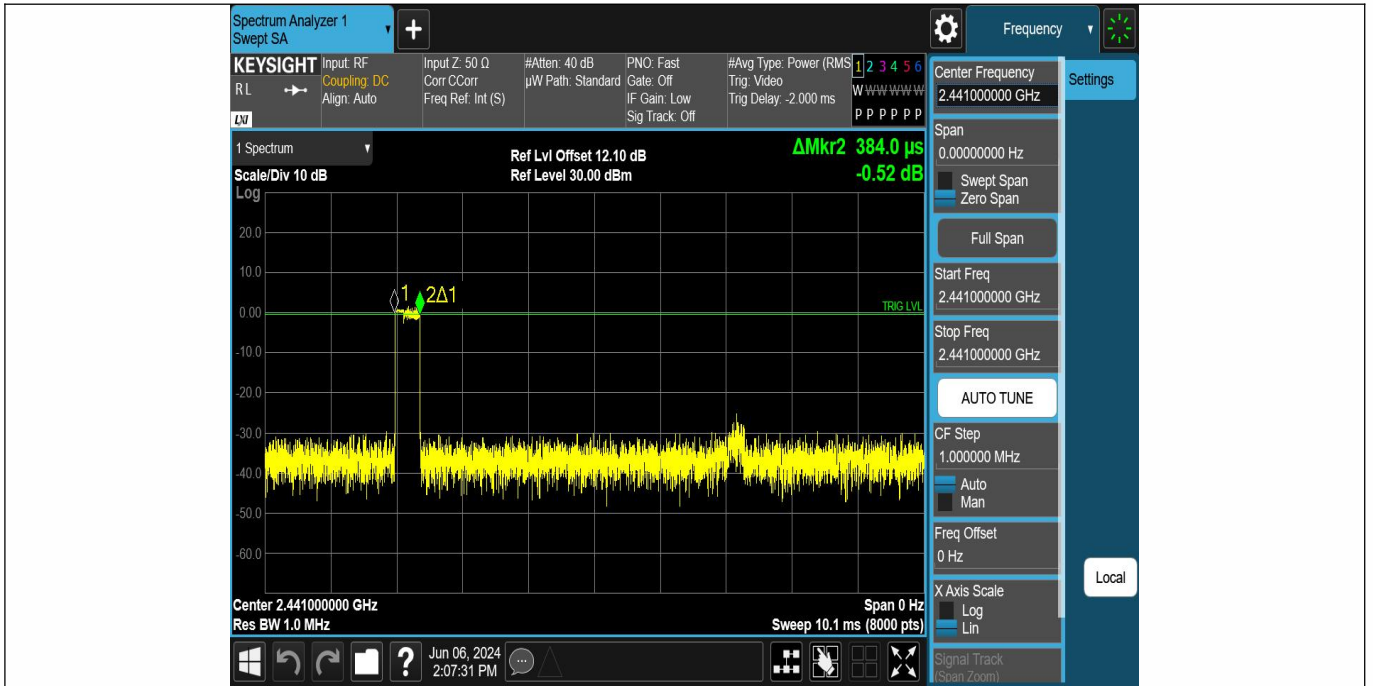 Spectrum Analyzer 1
Swept SA
Frequency
KEYSIGHT
RL
LXI
Input: RF
Coupling: DC
Align: Auto
Input Z: 50 Ω
Corr CCorr
Freq Ref: Int (S)
#Atten: 40 dB
µW Path: Standard
PNO: Fast
Gate: Off
IF Gain: Low
Sig Track: Off
#Avg Type: Power (RMS
Trig: Video
Trig Delay: -2.000 ms
1 2 3 4 5 6
W W W W W W
P P P P P P
1 Spectrum
Scale/Div 10 dB
Ref Lvl Offset 12.10 dB
Ref Level 30.00 dBm
ΔMkr2 384.0 µs
-0.52 dB
Log
20.0
10.0
0.00
-10.0
-20.0
-30.0
-40.0
-50.0
-60.0
1
2Δ1
TRIG LVL
Center 2.441000000 GHz
Res BW 1.0 MHz
Span 0 Hz
Sweep 10.1 ms (8000 pts)
Center Frequency
2.441000000 GHz
Settings
Span
0.00000000 Hz
Swept Span
Zero Span
Full Span
Start Freq
2.441000000 GHz
Stop Freq
2.441000000 GHz
AUTO TUNE
CF Step
1.000000 MHz
Auto
Man
Freq Offset
0 Hz
X Axis Scale
Log
Lin
Signal Track
(Span Zoom)
Local
?
Jun 06, 2024
2:07:31 PM